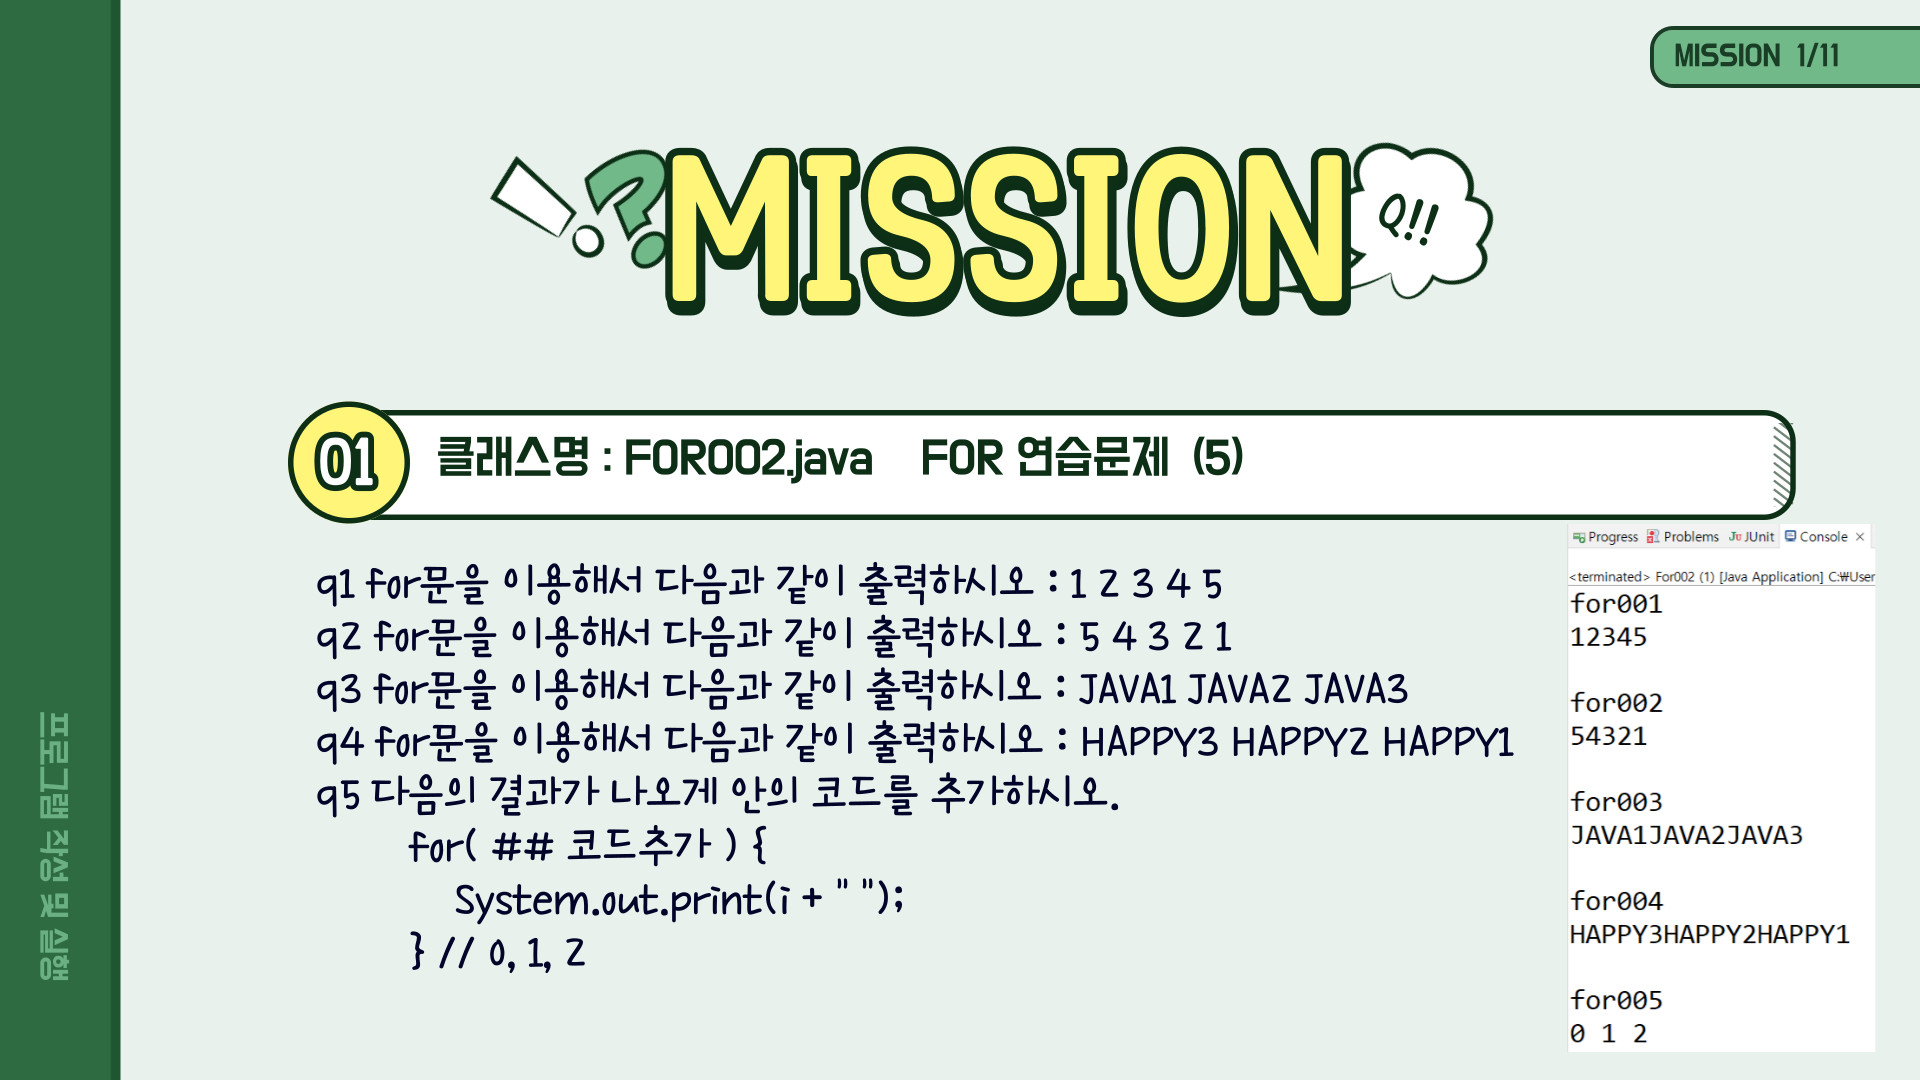 MISSION 1/11
MISSION
Q!!
01
클래스명 : FOR002.java FOR 연습문제 (5)
q1 for문을 이용해서 다음과 같이 출력하시오 : 1 2 3 4 5
q2 for문을 이용해서 다음과 같이 출력하시오 : 5 4 3 2 1
q3 for문을 이용해서 다음과 같이 출력하시오 : JAVA1 JAVA2 JAVA3
q4 for문을 이용해서 다음과 같이 출력하시오 : HAPPY3 HAPPY2 HAPPY1
q5 다음의 결과가 나오게 안의 코드를 추가하시오.
for( ## 코드추가 ) {
System.out.print(i + " ");
} // 0, 1, 2
Progress Problems JUnit Console
<terminated> For002 (1) [Java Application] C:₩User
for001
12345
for002
54321
for003
JAVA1JAVA2JAVA3
for004
HAPPY3HAPPY2HAPPY1
for005
0 1 2
프로그램 작성 및 실행